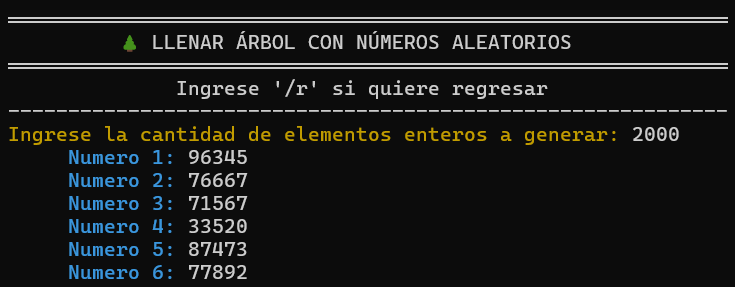 🌲 LLENAR ÁRBOL CON NÚMEROS ALEATORIOS
Ingrese '/r' si quiere regresar
Ingrese la cantidad de elementos enteros a generar: 2000
Numero 1: 96345
Numero 2: 76667
Numero 3: 71567
Numero 4: 33520
Numero 5: 87473
Numero 6: 77892